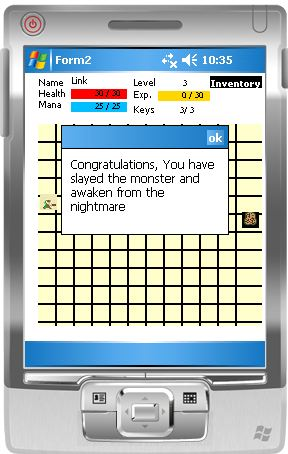 Form2 10:35
Name Link Level 3 Inventory
Health 30 / 30 Exp. 0 / 30
Mana 25 / 25 Keys 3/ 3
ok
Congratulations, You have
slayed the monster and
awaken from the
nightmare